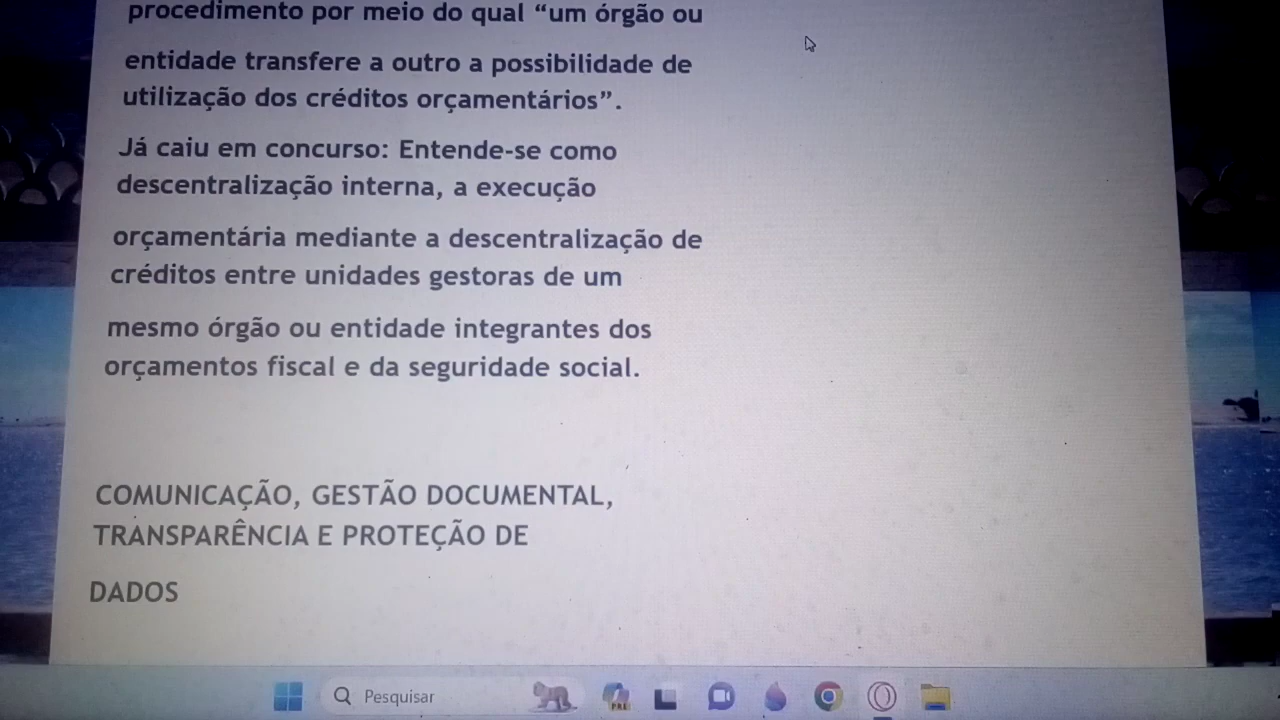 procedimento por meio do qual “um órgão ou
entidade transfere a outro a possibilidade de
utilização dos créditos orçamentários”.
Já caiu em concurso: Entende-se como
descentralização interna, a execução
orçamentária mediante a descentralização de
créditos entre unidades gestoras de um
mesmo órgão ou entidade integrantes dos
orçamentos fiscal e da seguridade social.
COMUNICAÇÃO, GESTÃO DOCUMENTAL,
TRANSPARÊNCIA E PROTEÇÃO DE
DADOS
Pesquisar
PRE